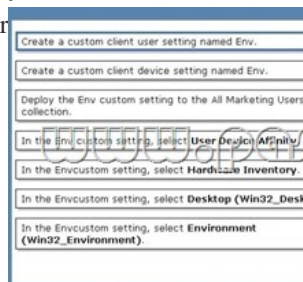 r
Create a custom client user setting named Env.
Create a custom client device setting named Env.
Deploy the Env custom setting to the All Marketing Users
collection.
In the Env custom setting, select User Device Affinity.
In the Envcustom setting, select Hardware Inventory.
In the Envcustom setting, select Desktop (Win32_Desk
In the Envcustom setting, select Environment
(Win32_Environment).